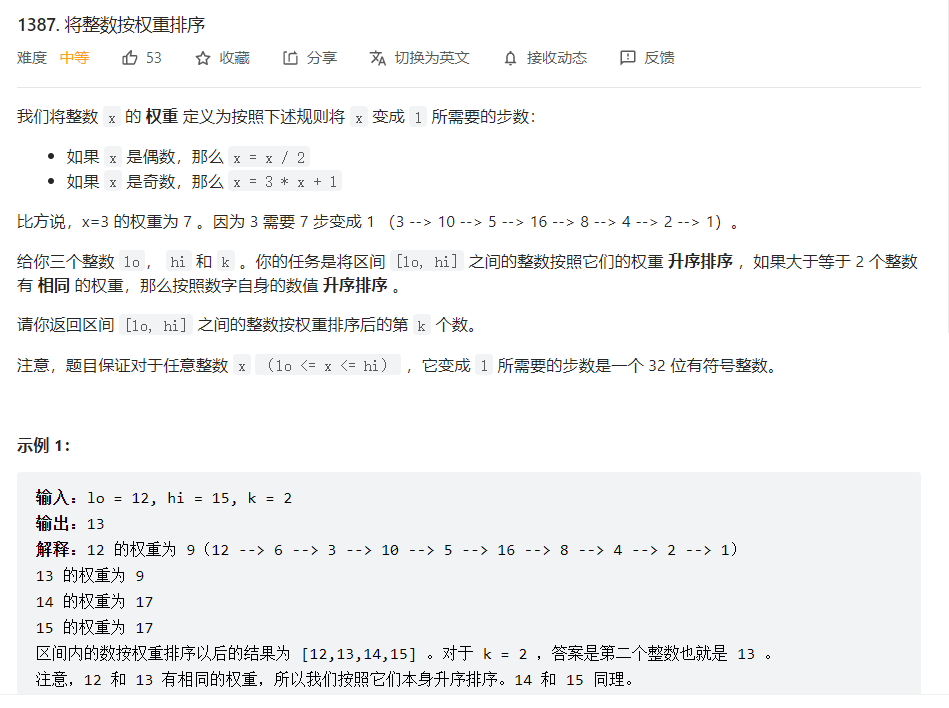 1387. 将整数按权重排序
难度 中等 53 收藏 分享 切换为英文 接收动态 反馈
我们将整数 x 的 权重 定义为按照下述规则将 x 变成 1 所需要的步数：
如果 x 是偶数，那么 x = x / 2
如果 x 是奇数，那么 x = 3 * x + 1
比方说，x=3 的权重为 7 。因为 3 需要 7 步变成 1 （3 --> 10 --> 5 --> 16 --> 8 --> 4 --> 2 --> 1）。
给你三个整数 lo， hi 和 k 。你的任务是将区间 [lo, hi] 之间的整数按照它们的权重 升序排序 ，如果大于等于 2 个整数
有 相同 的权重，那么按照数字自身的数值 升序排序 。
请你返回区间 [lo, hi] 之间的整数按权重排序后的第 k 个数。
注意，题目保证对于任意整数 x （lo <= x <= hi） ，它变成 1 所需要的步数是一个 32 位有符号整数。
示例 1：
输入：lo = 12, hi = 15, k = 2
输出：13
解释：12 的权重为 9（12 --> 6 --> 3 --> 10 --> 5 --> 16 --> 8 --> 4 --> 2 --> 1）
13 的权重为 9
14 的权重为 17
15 的权重为 17
区间内的数按权重排序以后的结果为 [12,13,14,15] 。对于 k = 2 ，答案是第二个整数也就是 13 。
注意，12 和 13 有相同的权重，所以我们按照它们本身升序排序。14 和 15 同理。